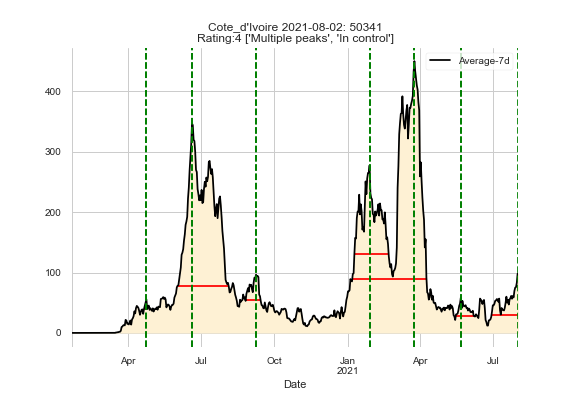 Cote_d'Ivoire 2021-08-02: 50341
Rating:4 ['Multiple peaks', 'In control']
Average-7d
400
300
200
100
0
Apr
Jul
Oct
Jan
2021
Apr
Jul
Date